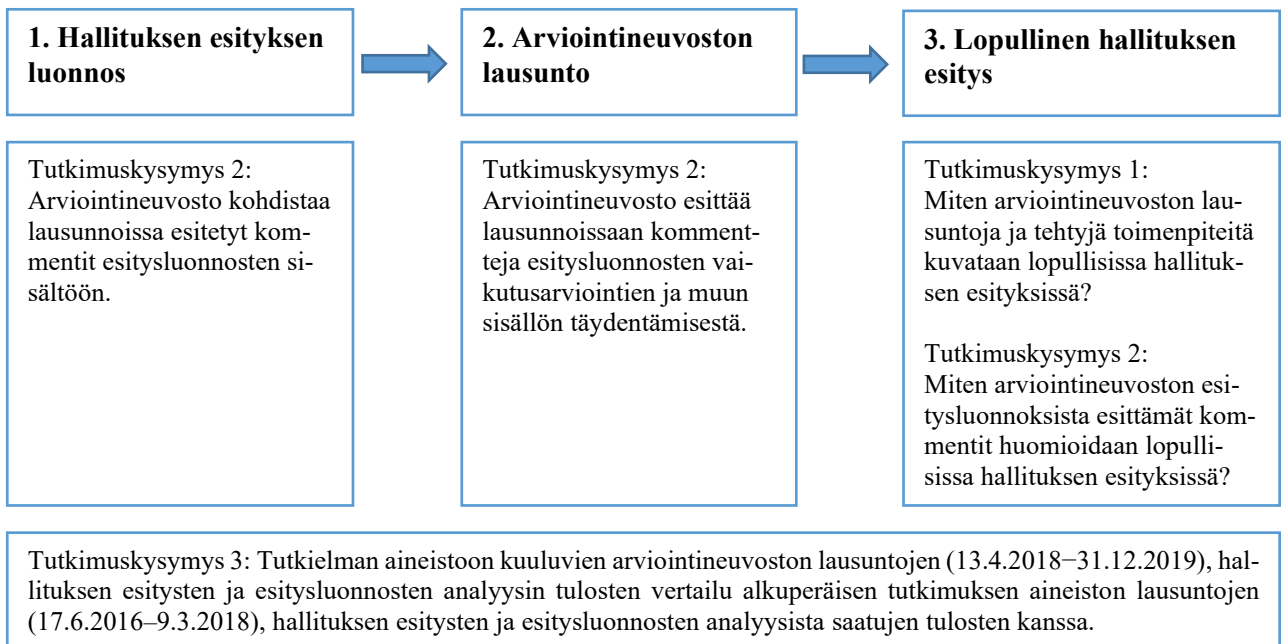 1. Hallituksen esityksen
luonnos
2. Arviointineuvoston
lausunto
3. Lopullinen hallituksen
esitys
Tutkimuskysymys 2:
Arviointineuvosto kohdistaa
lausunnoissa esitetyt kom-
mentit esitysluonnosten si-
sältöön.
Tutkimuskysymys 2:
Arviointineuvosto esittää
lausunnoissaan komment-
teja esitysluonnosten vai-
kutusarviointien ja muun
sisällön täydentämisestä.
Tutkimuskysymys 1:
Miten arviointineuvoston lau-
suntoja ja tehtyjä toimenpiteitä
kuvataan lopullisissa hallituk-
sen esityksissä?
Tutkimuskysymys 2:
Miten arviointineuvoston esi-
tysluonnoksista esittämät kom-
mentit huomioidaan lopulli-
sissa hallituksen esityksissä?
Tutkimuskysymys 3: Tutkielman aineistoon kuuluvien arviointineuvoston lausuntojen (13.4.2018−31.12.2019), hal-
lituksen esitysten ja esitysluonnosten analyysin tulosten vertailu alkuperäisen tutkimuksen aineiston lausuntojen
(17.6.2016–9.3.2018), hallituksen esitysten ja esitysluonnosten analyysista saatujen tulosten kanssa.